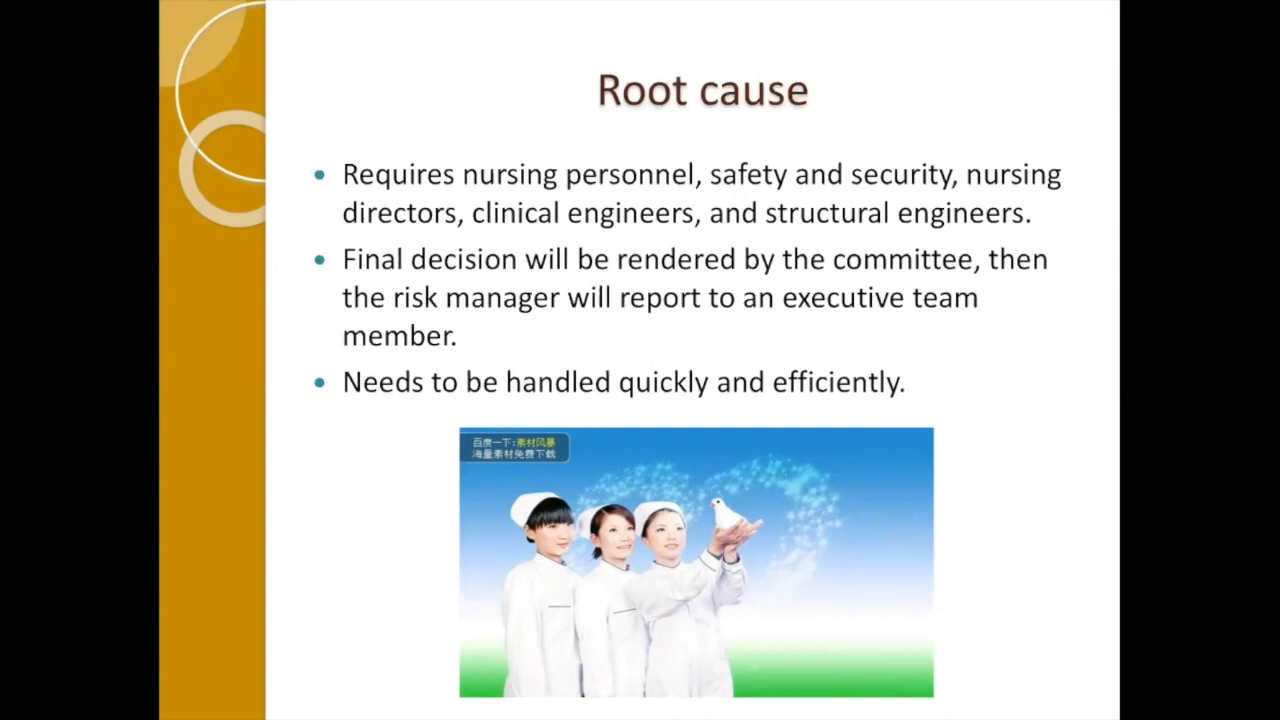 Root cause
Requires nursing personnel, safety and security, nursing
directors, clinical engineers, and structural engineers.
Final decision will be rendered by the committee, then
the risk manager will report to an executive team
member.
Needs to be handled quickly and efficiently.
百度一下:素材风暴
海量素材免费下载